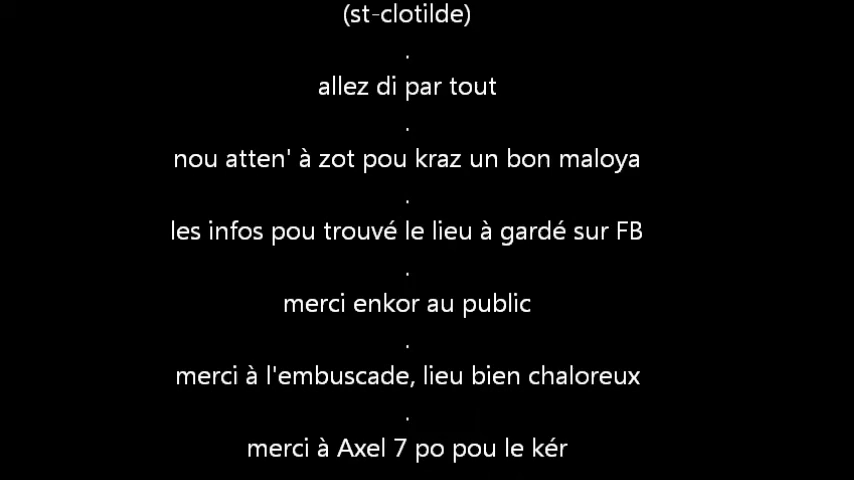 (st-clotilde)
.
allez di par tout
.
nou atten' à zot pou kraz un bon maloya
.
les infos pou trouvé le lieu à gardé sur FB
.
merci enkor au public
.
merci à l'embuscade, lieu bien chaloreux
.
merci à Axel 7 po pou le kér